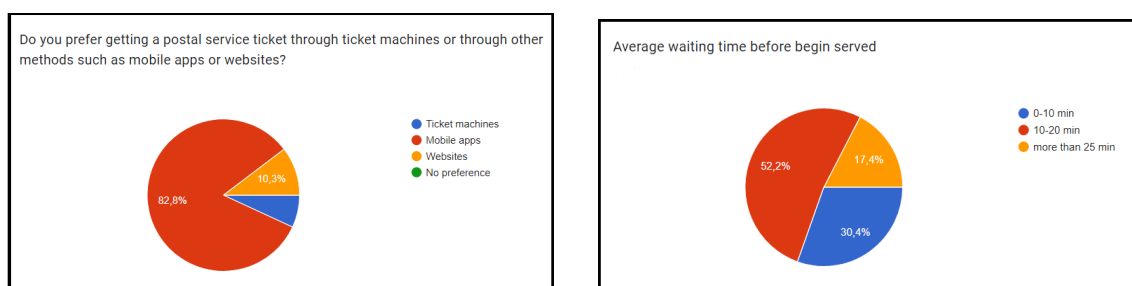 Do you prefer getting a postal service ticket through ticket machines or through other
methods such as mobile apps or websites?
Ticket machines
Mobile apps
Websites
No preference
10,3%
82,8%
Average waiting time before begin served
0-10 min
10-20 min
more than 25 min
52,2%
17,4%
30,4%